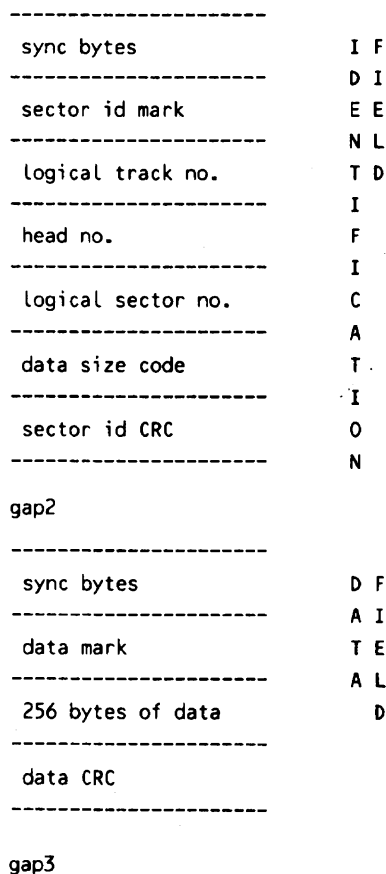 -----------------------
sync bytes I F
----------------------- D I
sector id mark E E
----------------------- N L
logical track no. T D
----------------------- I
head no. F
----------------------- I
logical sector no. C
----------------------- A
data size code T
----------------------- I
sector id CRC O
----------------------- N
gap2
-----------------------
sync bytes D F
----------------------- A I
data mark T E
----------------------- A L
256 bytes of data D
-----------------------
data CRC
-----------------------
gap3